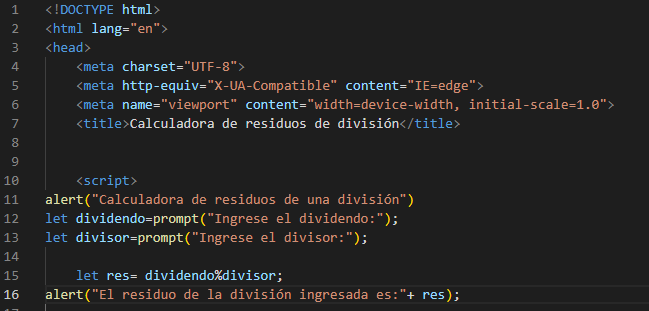 1 <!DOCTYPE html>
2 <html lang="en">
3 <head>
4     <meta charset="UTF-8">
5     <meta http-equiv="X-UA-Compatible" content="IE=edge">
6     <meta name="viewport" content="width=device-width, initial-scale=1.0">
7     <title>Calculadora de residuos de división</title>
8
9
10     <script>
11 alert("Calculadora de residuos de una división")
12 let dividendo=prompt("Ingrese el dividendo:");
13 let divisor=prompt("Ingrese el divisor:");
14
15     let res= dividendo%divisor;
16 alert("El residuo de la división ingresada es:"+ res);